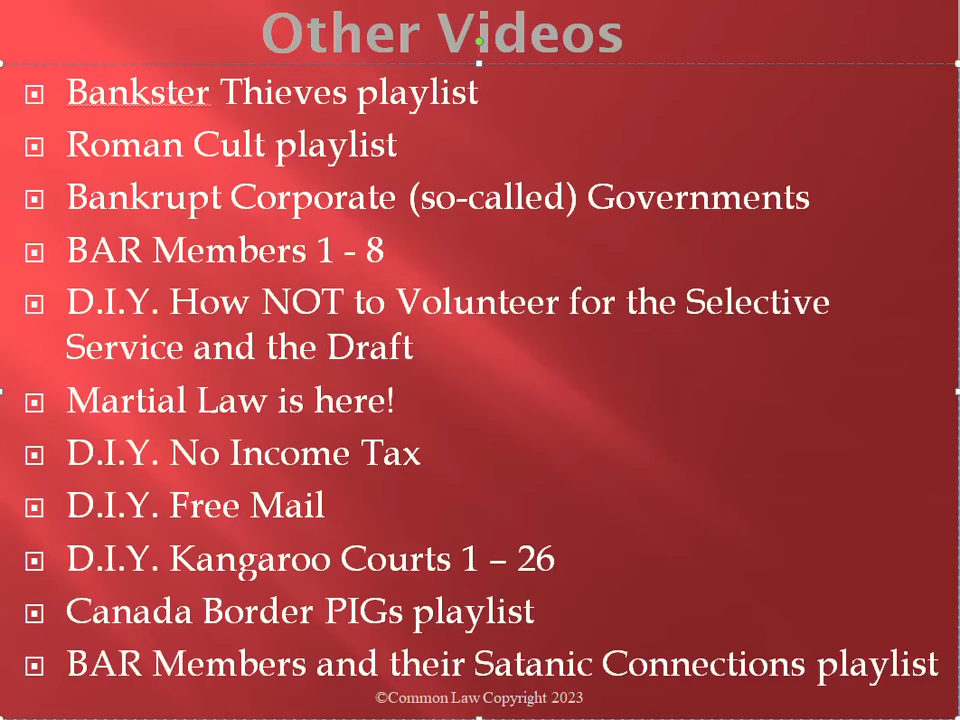 Other Videos
Bankster Thieves playlist
Roman Cult playlist
Bankrupt Corporate (so-called) Governments
BAR Members 1 - 8
D.I.Y. How NOT to Volunteer for the Selective
Service and the Draft
Martial Law is here!
D.I.Y. No Income Tax
D.I.Y. Free Mail
D.I.Y. Kangaroo Courts 1 – 26
Canada Border PIGs playlist
BAR Members and their Satanic Connections playlist
©Common Law Copyright 2023